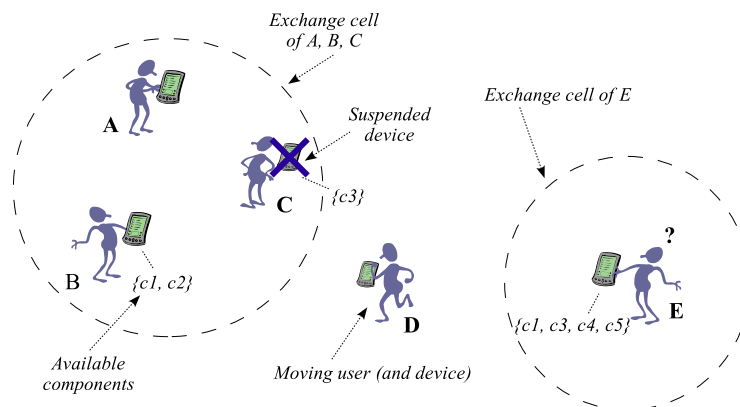 Exchange cell
of A, B, C
A
Suspended
device
Exchange cell of E
C
{c3}
B
{c1, c2}
?
D
{c1, c3, c4, c5}
E
Available
components
Moving user (and device)